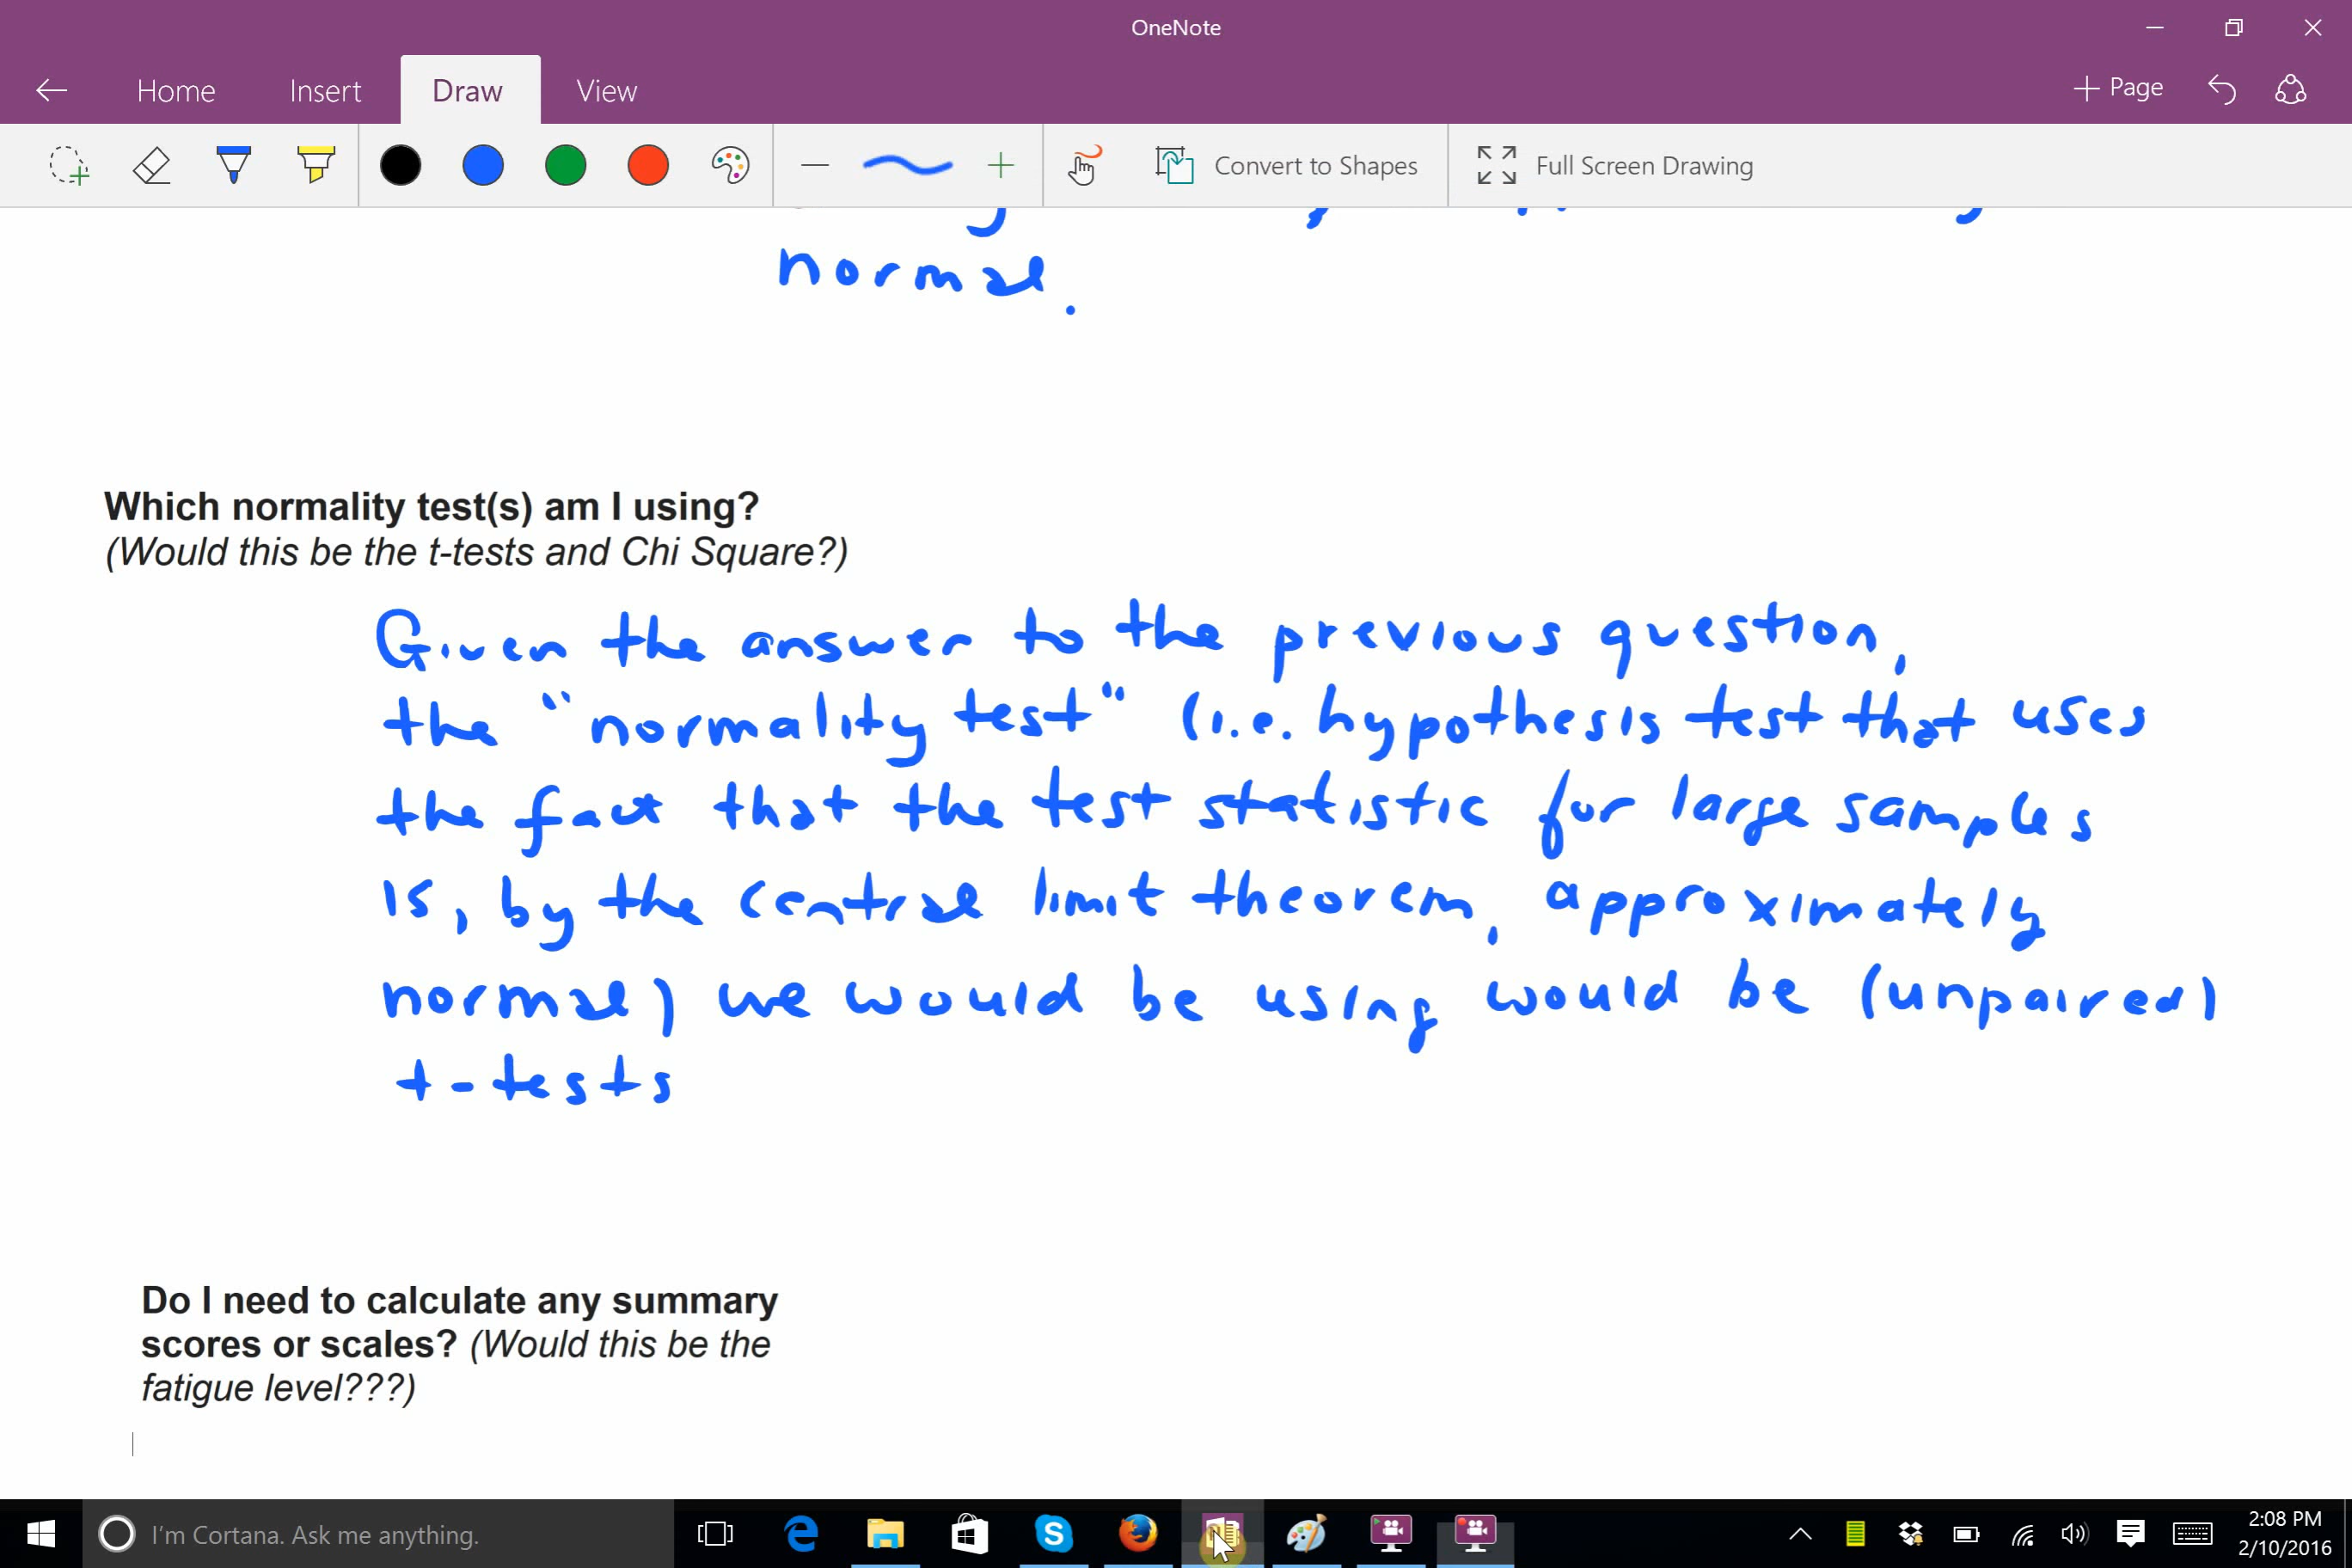 OneNote
Home Insert Draw View + Page
Convert to Shapes Full Screen Drawing
normal.
Which normality test(s) am I using?
(Would this be the t-tests and Chi Square?)
Given the answer to the previous question,
the "normality test" (i.e. hypothesis test that uses
the fact that the test statistic for large samples
is, by the central limit theorem, approximately
normal) we would be using would be (unpaired)
t-tests
Do I need to calculate any summary
scores or scales? (Would this be the
fatigue level???)
I'm Cortana. Ask me anything.
2:08 PM
2/10/2016